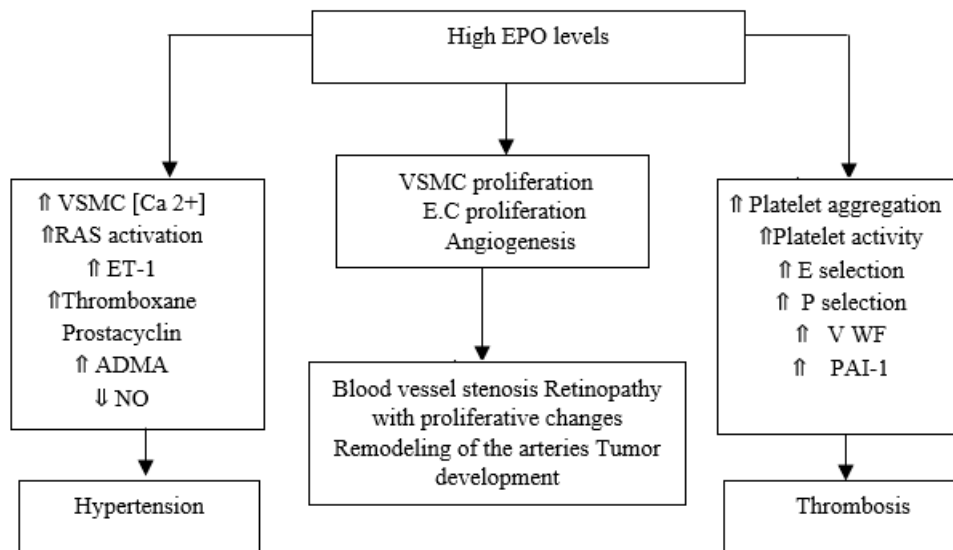 High EPO levels
⇑ VSMC [Ca 2+]
⇑RAS activation
⇑ ET-1
⇑Thromboxane
Prostacyclin
⇑ ADMA
⇓ NO
Hypertension
VSMC proliferation
E.C proliferation
Angiogenesis
Blood vessel stenosis Retinopathy
with proliferative changes
Remodeling of the arteries Tumor
development
⇑ Platelet aggregation
⇑Platelet activity
⇑ E selection
⇑ P selection
⇑ V WF
⇑ PAI-1
Thrombosis